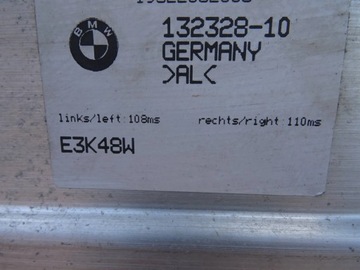 BMW
132328-10
GERMANY
>AL<
links/left 108ms rechts/right 110ms
E3K48W